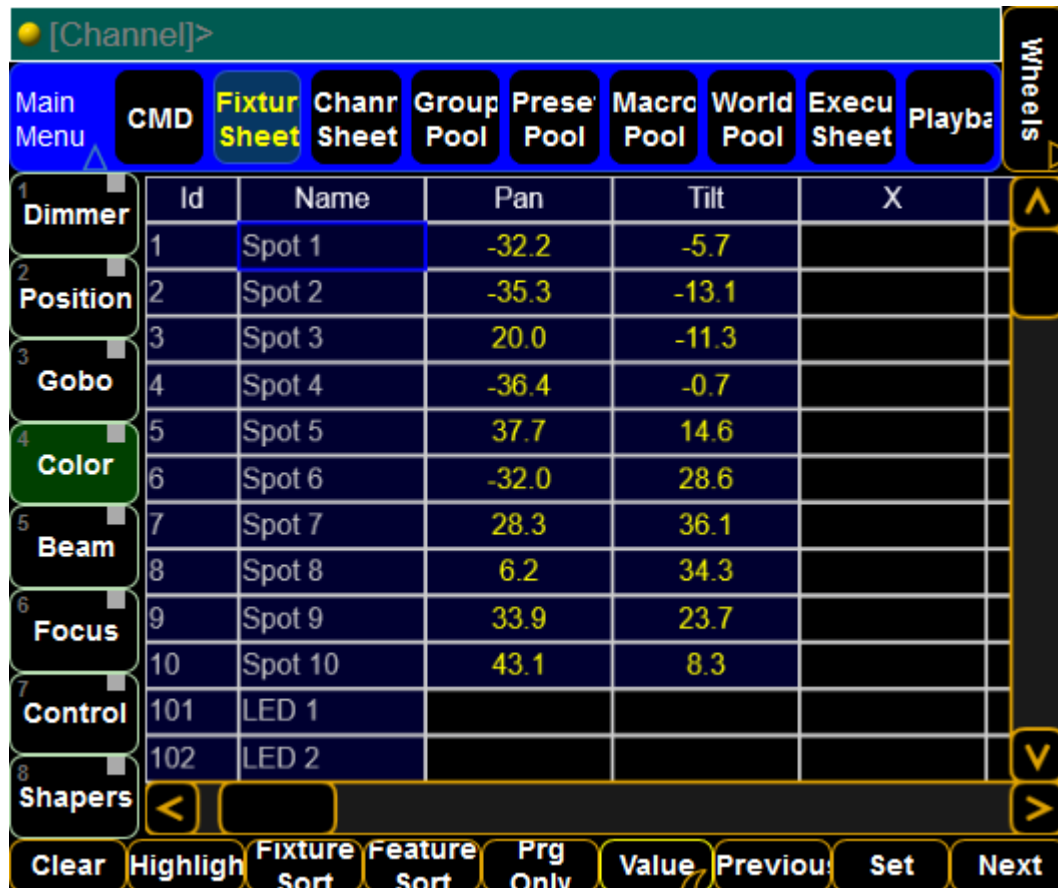 [Channel]>
Wheels
Main Menu CMD Fixtur Sheet Chanr Sheet Group Pool Prese Pool Macro Pool World Pool Execu Sheet Playba
1 Dimmer
2 Position
3 Gobo
4 Color
5 Beam
6 Focus
7 Control
8 Shapers
Id Name Pan Tilt X
1 Spot 1 -32.2 -5.7
2 Spot 2 -35.3 -13.1
3 Spot 3 20.0 -11.3
4 Spot 4 -36.4 -0.7
5 Spot 5 37.7 14.6
6 Spot 6 -32.0 28.6
7 Spot 7 28.3 36.1
8 Spot 8 6.2 34.3
9 Spot 9 33.9 23.7
10 Spot 10 43.1 8.3
101 LED 1
102 LED 2
Clear Highligh Fixture Sort Feature Sort Prg Only Value Previou Set Next